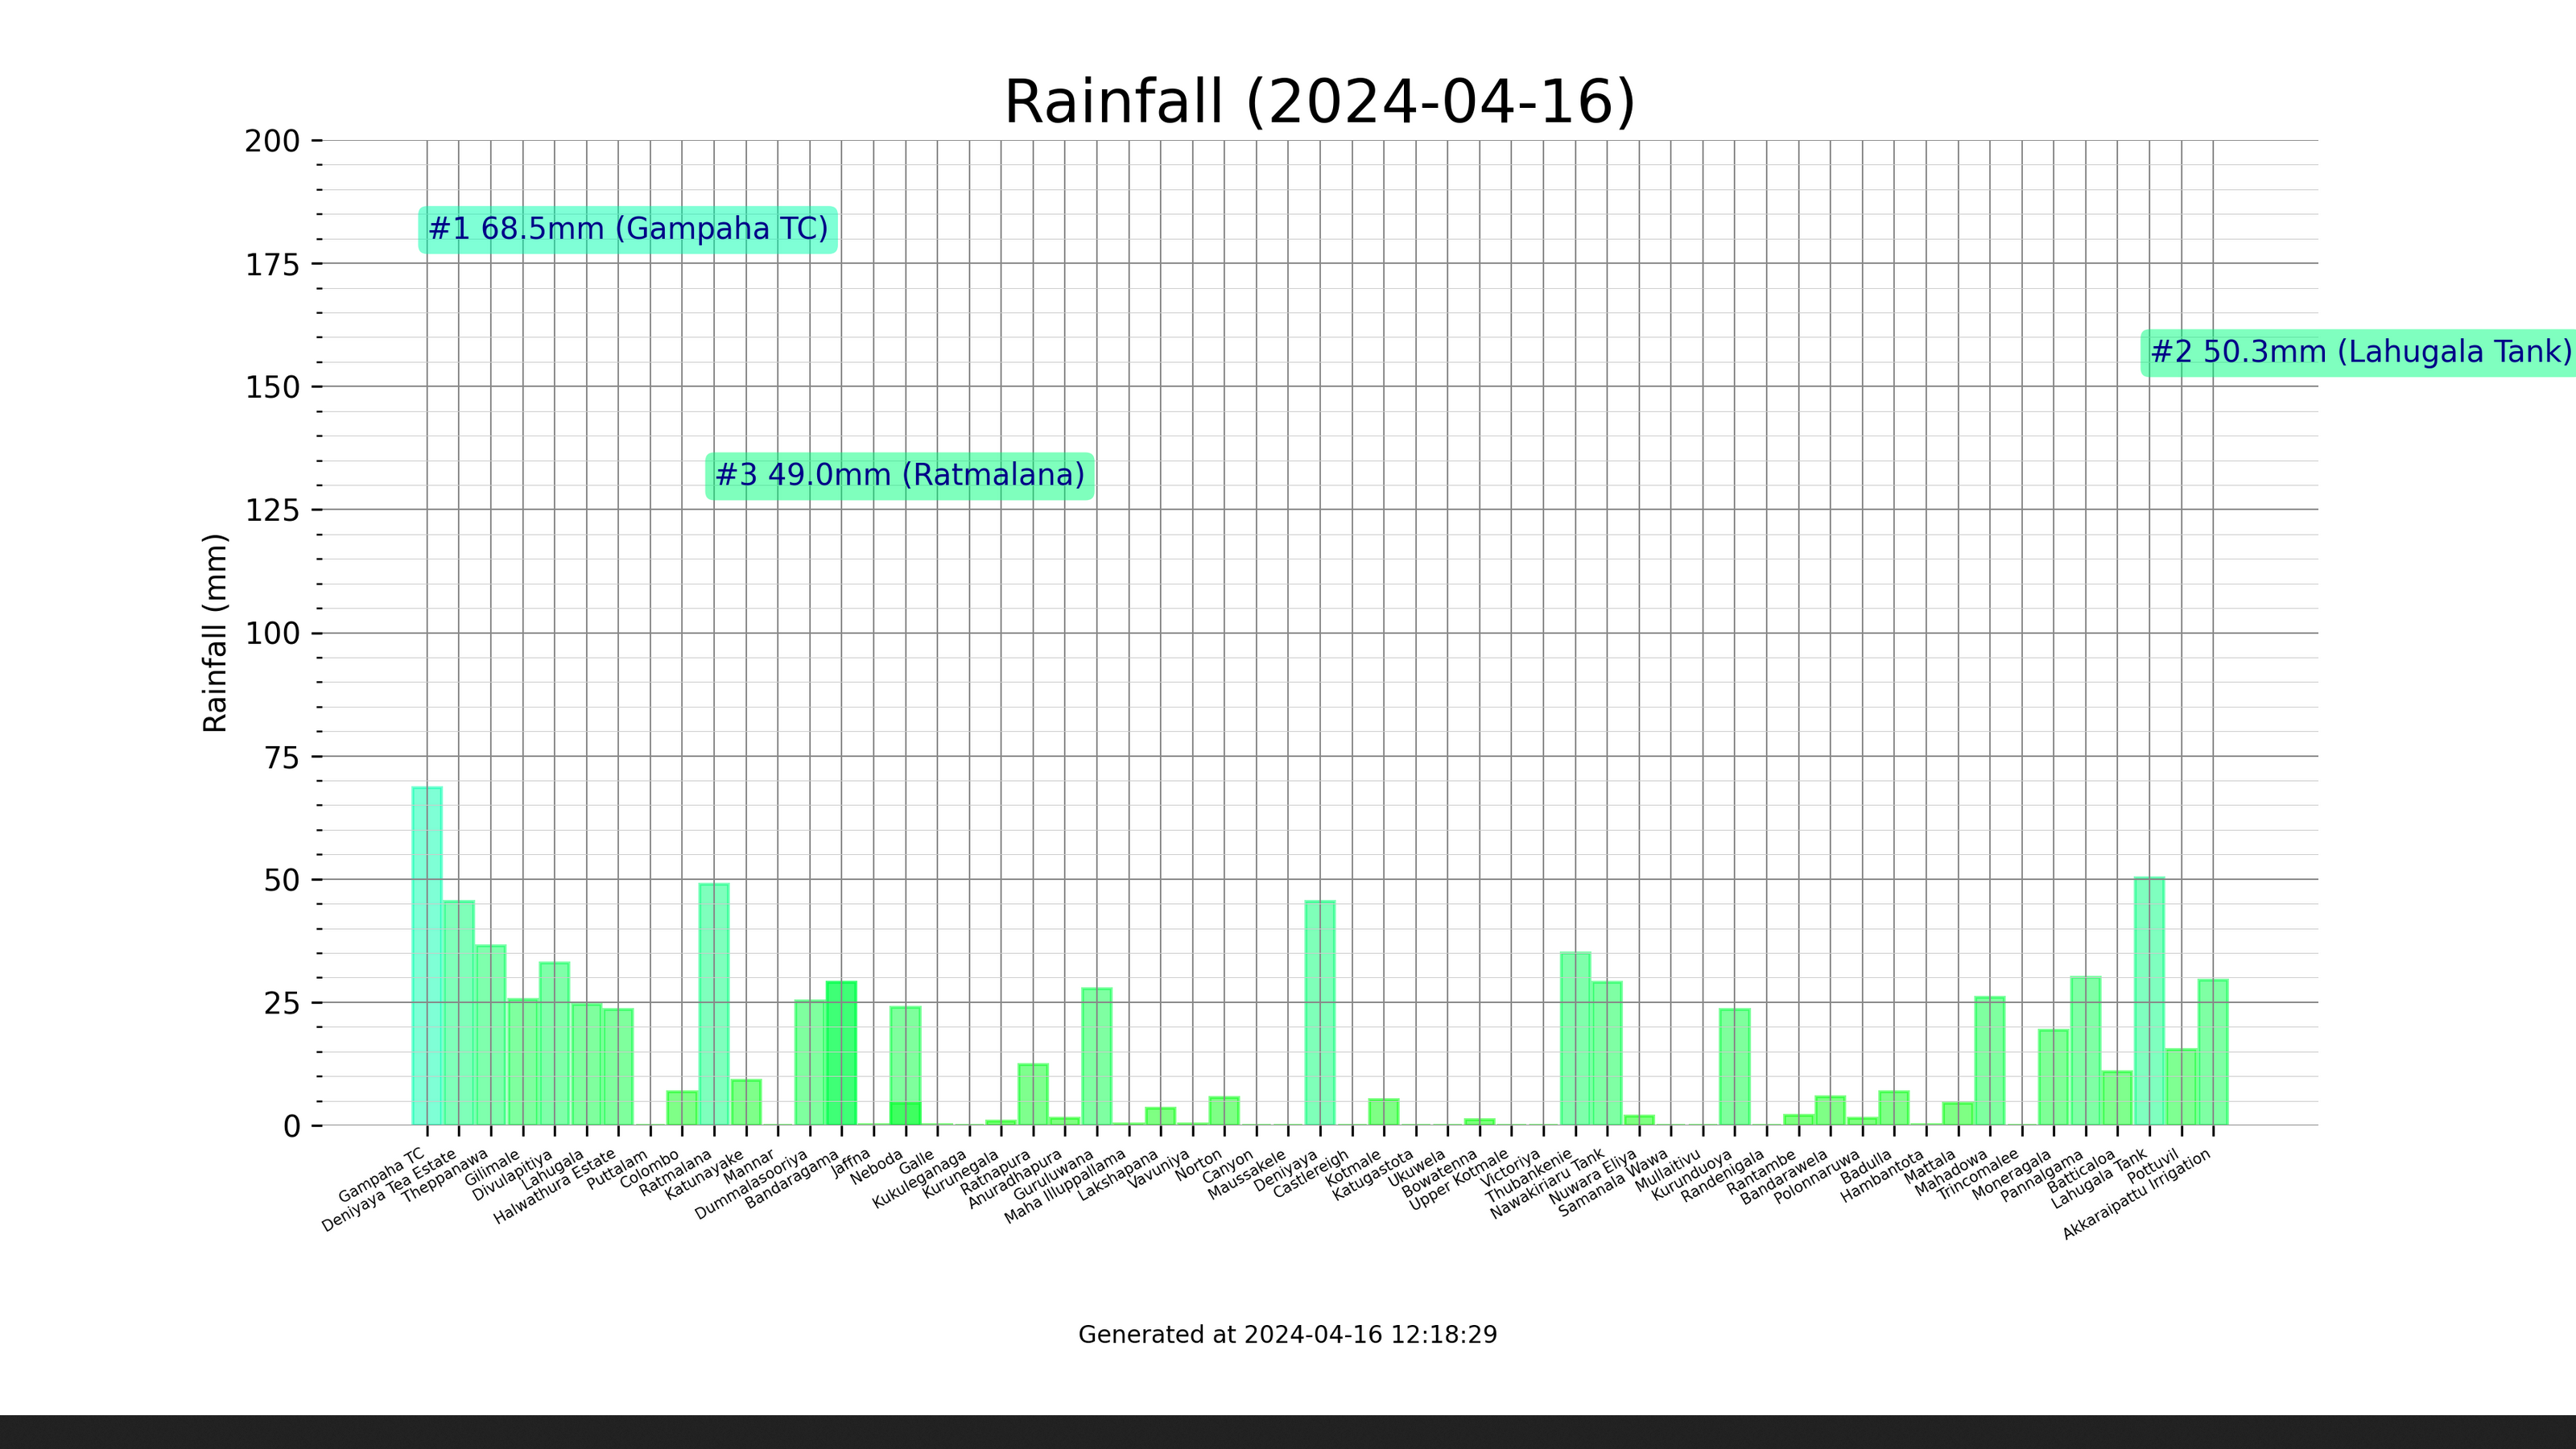 Rainfall (2024-04-16)
200
175
150
125
100
75
50
25
0
Rainfall (mm)
#1 68.5mm (Gampaha TC)
#2 50.3mm (Lahugala Tank)
#3 49.0mm (Ratmalana)
Gampaha TC
Deniyaya Tea Estate
Theppanawa
Gilimale
Divulapitiya
Lahugala
Halwathura Estate
Puttalam
Colombo
Ratmalana
Katunayake
Mannar
Dummalasooriya
Bandaragama
Jaffna
Neboda
Galle
Kukuleganaga
Kurunegala
Ratnapura
Anuradhapura
Guruluwana
Maha Illuppallama
Lakshapana
Vavuniya
Norton
Canyon
Maussakele
Deniyaya
Castlereigh
Kotmale
Katugastota
Ukuwela
Bowatenna
Upper Kotmale
Victoriya
Thubankenie
Nawakiriaru Tank
Nuwara Eliya
Samanala Wawa
Mullaitivu
Kurunduoya
Randenigala
Rantambe
Bandarawela
Polonnaruwa
Badulla
Hambantota
Mattala
Mahadowa
Trincomalee
Moneragala
Pannalgama
Batticaloa
Lahugala Tank
Pottuvil
Akkaraipattu Irrigation
Generated at 2024-04-16 12:18:29